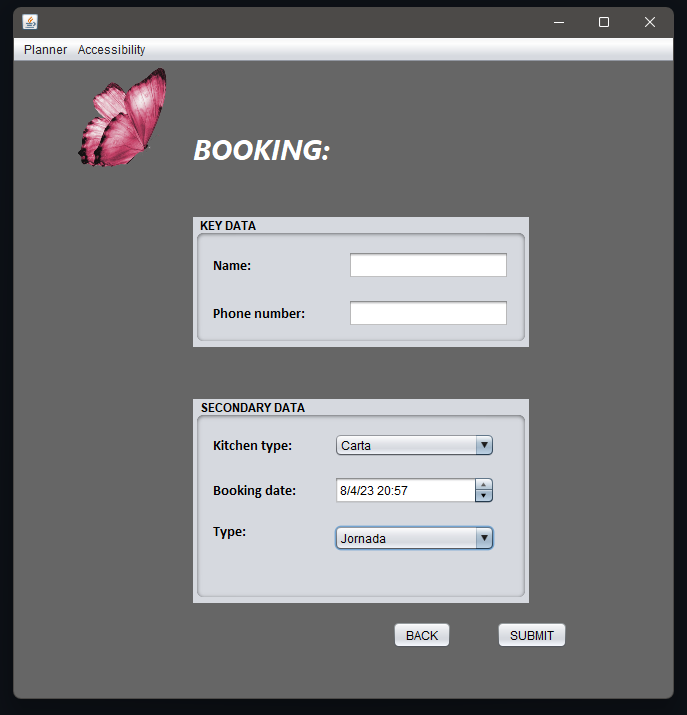 Planner Accessibility
BOOKING:
KEY DATA
Name:
Phone number:
SECONDARY DATA
Kitchen type: Carta
Booking date: 8/4/23 20:57
Type: Jornada
BACK SUBMIT